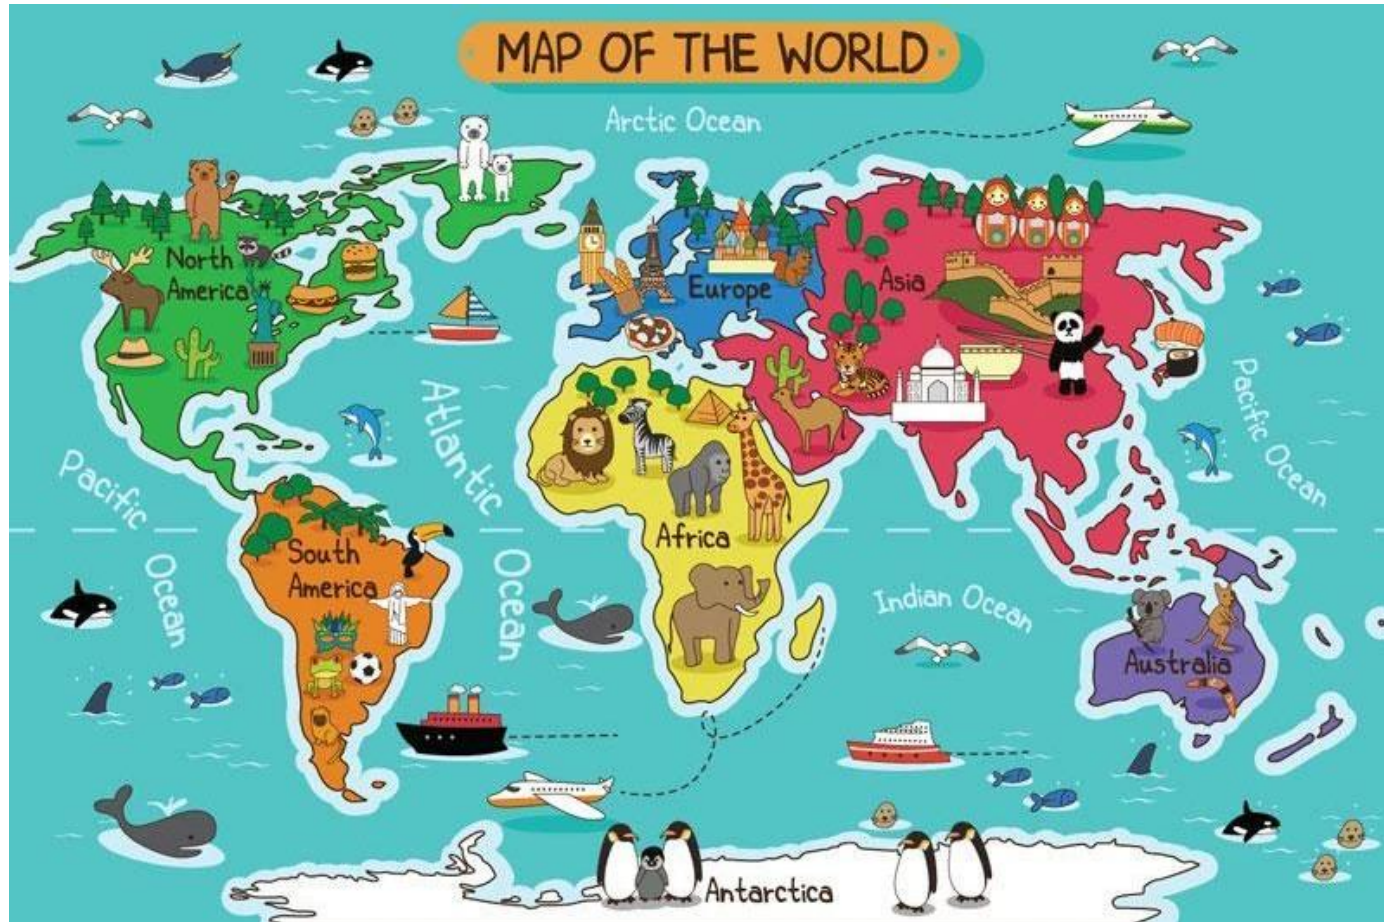 MAP OF THE WORLD
Arctic Ocean
North
America
Europe
Asia
Atlantic
Ocean
Pacific
Ocean
Pacific Ocean
Africa
South
America
Indian Ocean
Australia
Antarctica